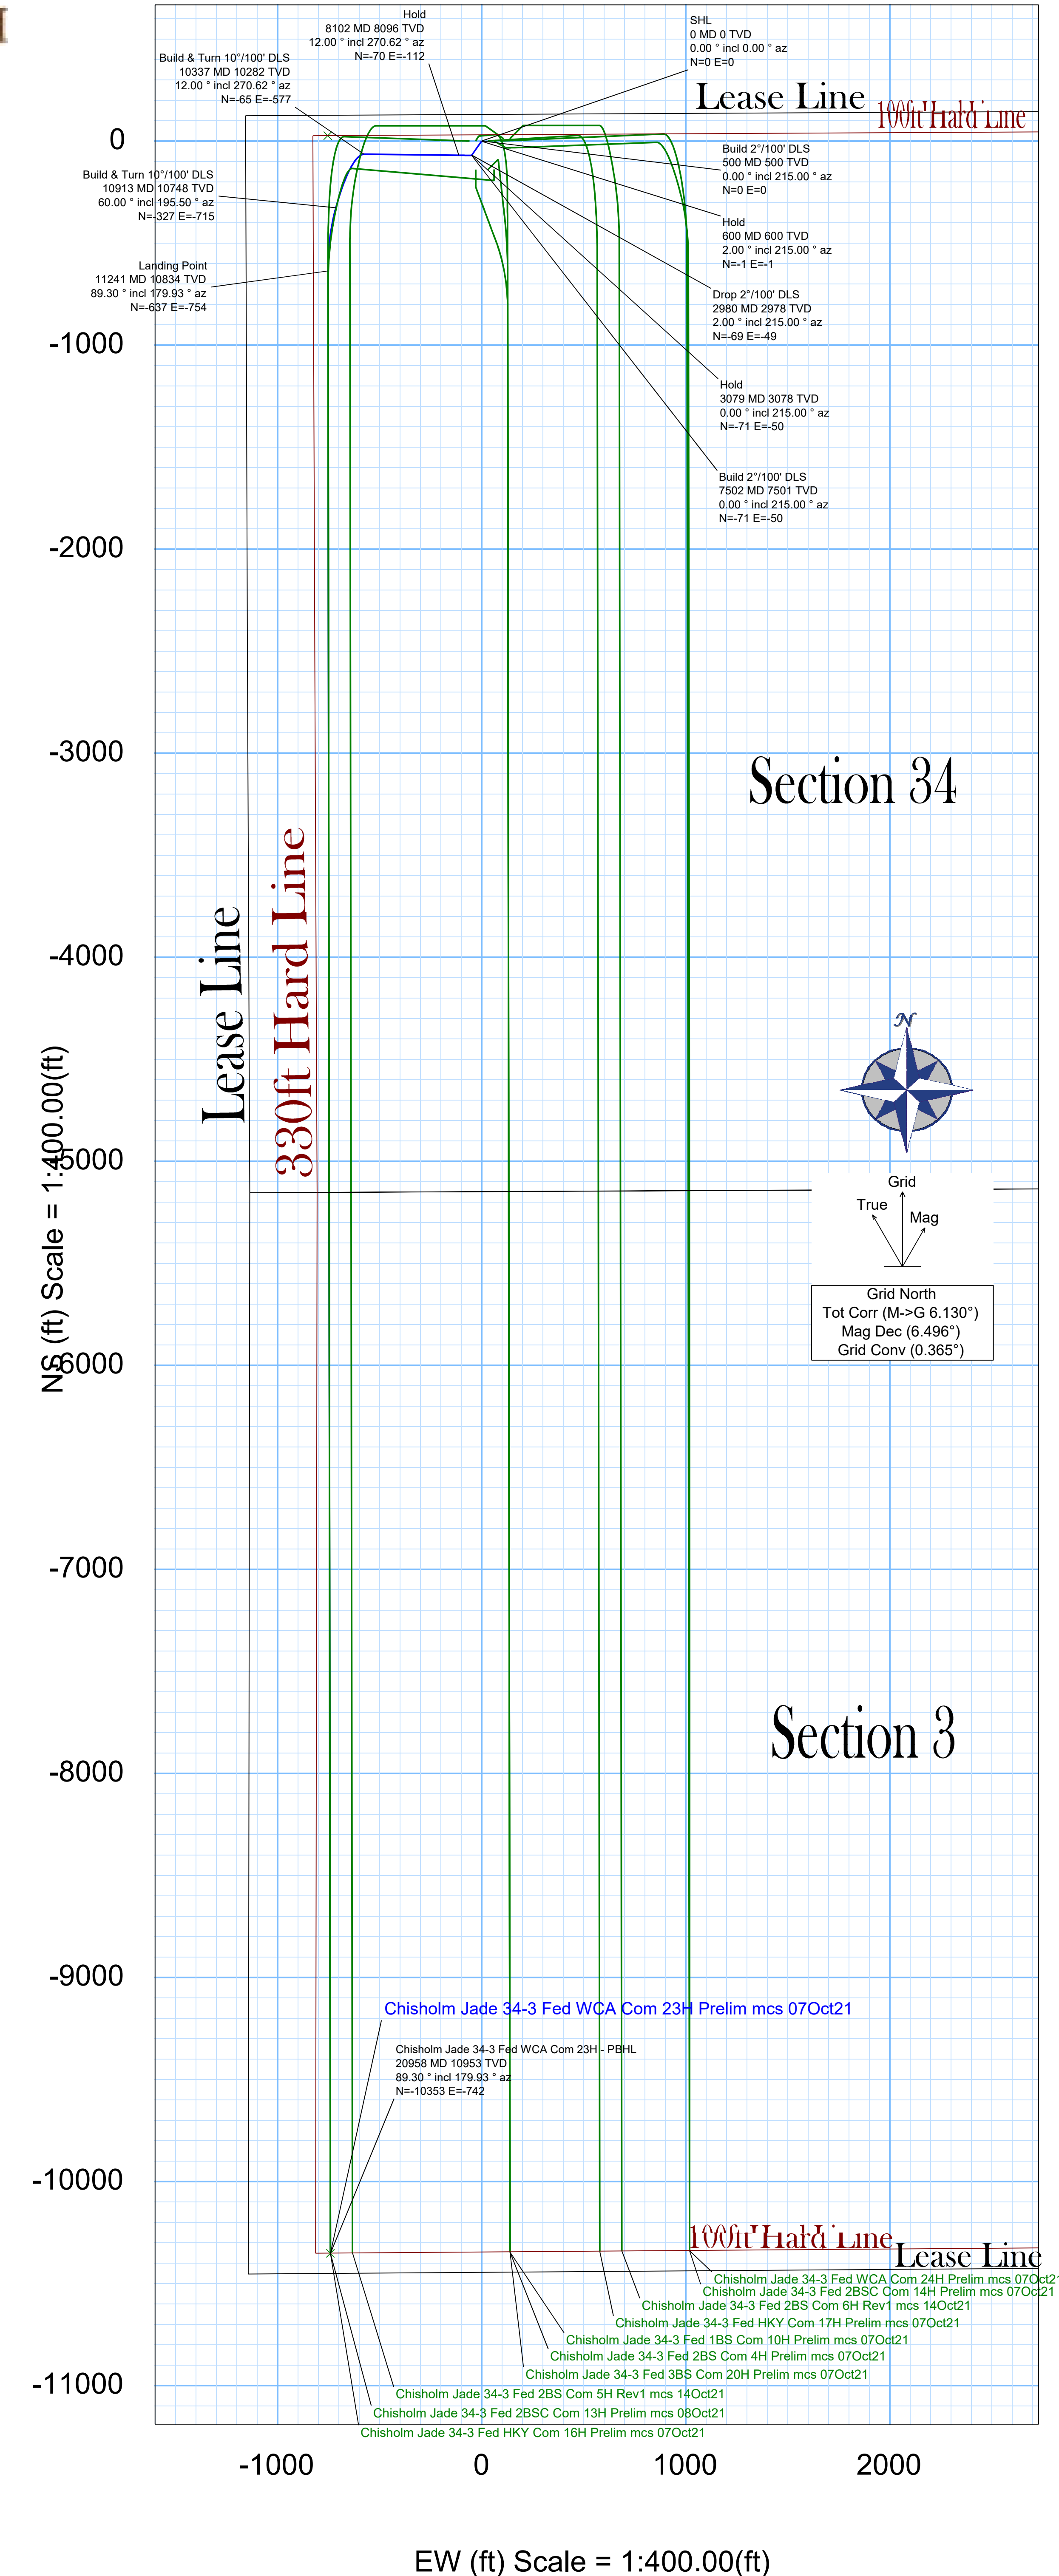 Hold
8102 MD 8096 TVD
12.00 ° incl 270.62 ° az
N=-70 E=-112
SHL
0 MD 0 TVD
0.00 ° incl 0.00 ° az
N=0 E=0
Build & Turn 10°/100' DLS
10337 MD 10282 TVD
12.00 ° incl 270.62 ° az
N=-65 E=-577
Lease Line
100ft Hard Line
0
Build 2°/100' DLS
500 MD 500 TVD
0.00 ° incl 215.00 ° az
N=0 E=0
Build & Turn 10°/100' DLS
10913 MD 10748 TVD
60.00 ° incl 195.50 ° az
N=-327 E=-715
Hold
600 MD 600 TVD
2.00 ° incl 215.00 ° az
N=-1 E=-1
Landing Point
11241 MD 10834 TVD
89.30 ° incl 179.93 ° az
N=-637 E=-754
Drop 2°/100' DLS
2980 MD 2978 TVD
2.00 ° incl 215.00 ° az
N=-69 E=-49
-1000
Hold
3079 MD 3078 TVD
0.00 ° incl 215.00 ° az
N=-71 E=-50
Build 2°/100' DLS
7502 MD 7501 TVD
0.00 ° incl 215.00 ° az
N=-71 E=-50
-2000
-3000
Section 34
Lease Line
330ft Hard Line
-4000
N
NS (ft) Scale = 1:400.00(ft)
-5000
Grid
True
Mag
Grid North
Tot Corr (M->G 6.130°)
Mag Dec (6.496°)
Grid Conv (0.365°)
-6000
-7000
Section 3
-8000
-9000
Chisholm Jade 34-3 Fed WCA Com 23H Prelim mcs 07Oct21
Chisholm Jade 34-3 Fed WCA Com 23H - PBHL
20958 MD 10953 TVD
89.30 ° incl 179.93 ° az
N=-10353 E=-742
-10000
100ft Hard Line
Lease Line
Chisholm Jade 34-3 Fed WCA Com 24H Prelim mcs 07Oct21
Chisholm Jade 34-3 Fed 2BSC Com 14H Prelim mcs 07Oct21
Chisholm Jade 34-3 Fed 2BS Com 6H Rev1 mcs 14Oct21
Chisholm Jade 34-3 Fed HKY Com 17H Prelim mcs 07Oct21
Chisholm Jade 34-3 Fed 1BS Com 10H Prelim mcs 07Oct21
Chisholm Jade 34-3 Fed 2BS Com 4H Prelim mcs 07Oct21
Chisholm Jade 34-3 Fed 3BS Com 20H Prelim mcs 07Oct21
-11000
Chisholm Jade 34-3 Fed 2BS Com 5H Rev1 mcs 14Oct21
Chisholm Jade 34-3 Fed 2BSC Com 13H Prelim mcs 08Oct21
Chisholm Jade 34-3 Fed HKY Com 16H Prelim mcs 07Oct21
-1000 0 1000 2000
EW (ft) Scale = 1:400.00(ft)